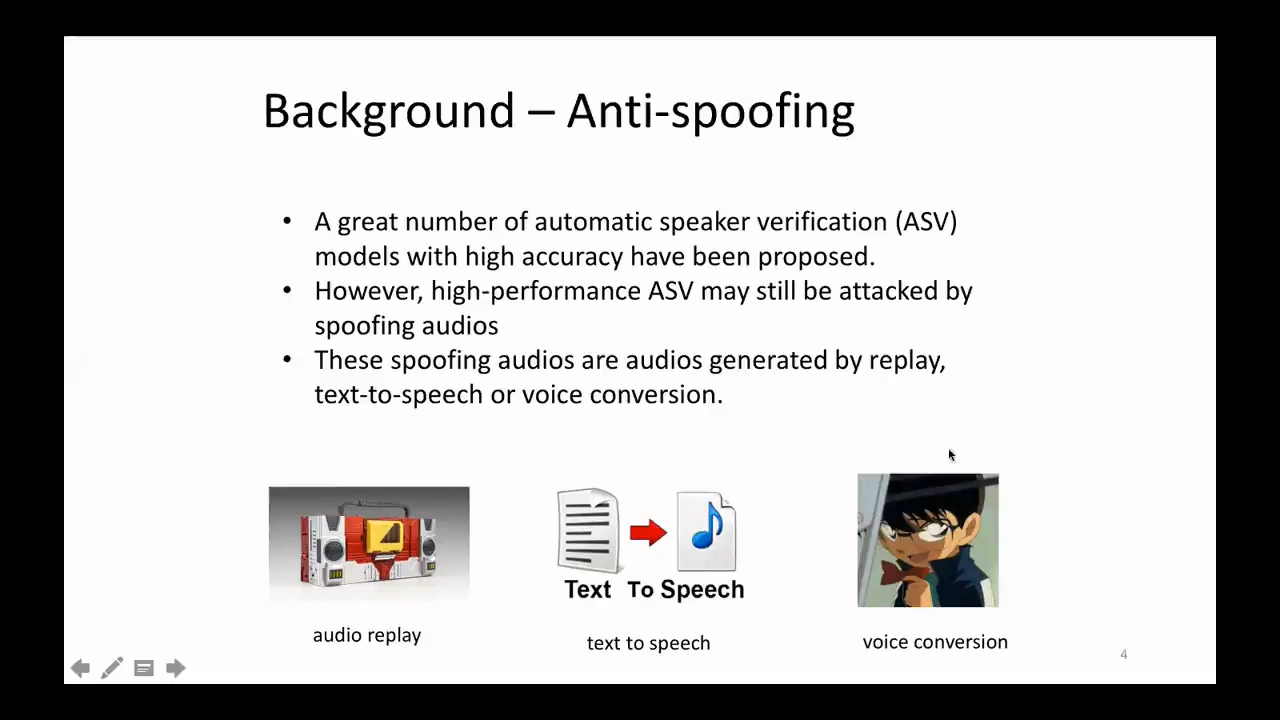 Background – Anti-spoofing
• A great number of automatic speaker verification (ASV)
models with high accuracy have been proposed.
• However, high-performance ASV may still be attacked by
spoofing audios
• These spoofing audios are audios generated by replay,
text-to-speech or voice conversion.
Text To Speech
audio replay
text to speech
voice conversion
4